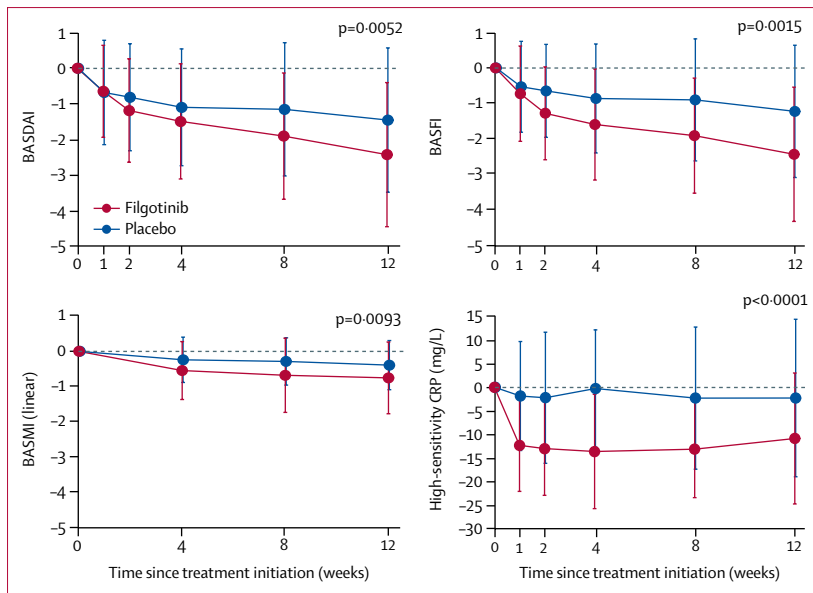 p=0·0052
BASDAI
1
0
−1
−2
−3
−4
−5
Filgotinib
Placebo
0 1 2 4 8 12
p=0·0015
BASFI
1
0
−1
−2
−3
−4
−5
0 1 2 4 8 12
p=0·0093
BASMI (linear)
1
0
−1
−2
−3
−4
−5
0 4 8 12
Time since treatment initiation (weeks)
p<0·0001
High-sensitivity CRP (mg/L)
15
10
5
0
−5
−10
−15
−20
−25
−30
0 1 2 4 8 12
Time since treatment initiation (weeks)